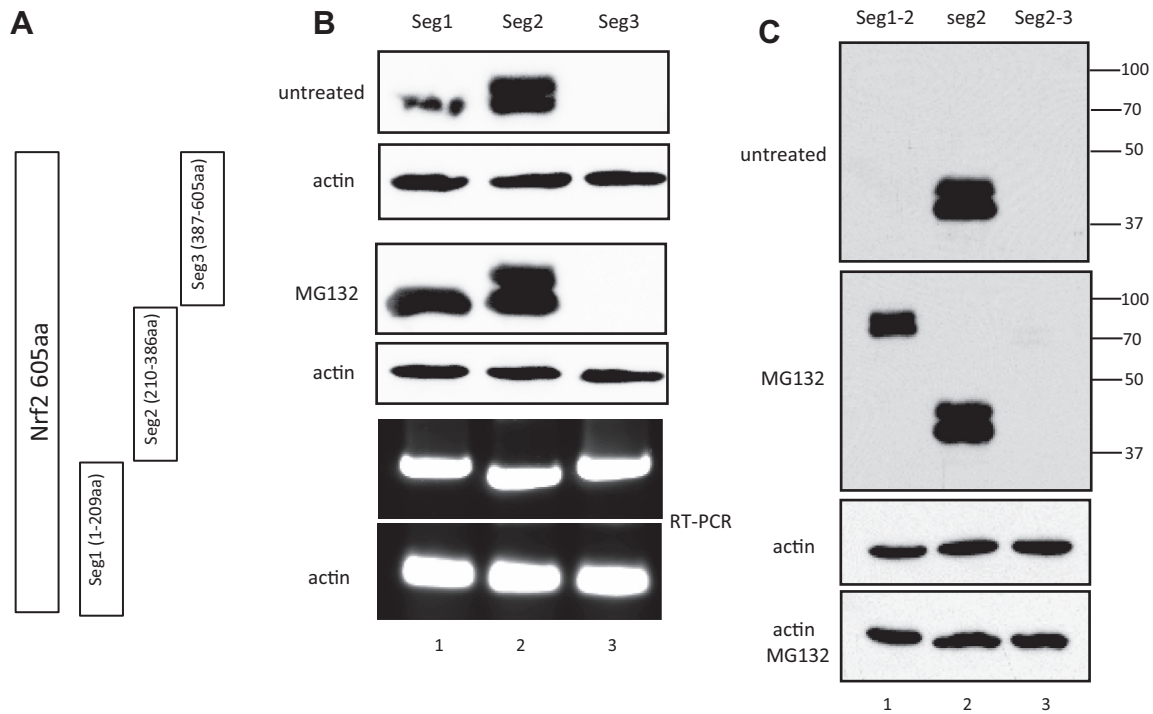 A
Nrf2 605aa
Seg1 (1-209aa)
Seg2 (210-386aa)
Seg3 (387-605aa)
B
Seg1 Seg2 Seg3
untreated
actin
MG132
actin
RT-PCR
actin
1 2 3
C
Seg1-2 seg2 Seg2-3
untreated
100
70
50
37
MG132
100
70
50
37
actin
actin
MG132
1 2 3